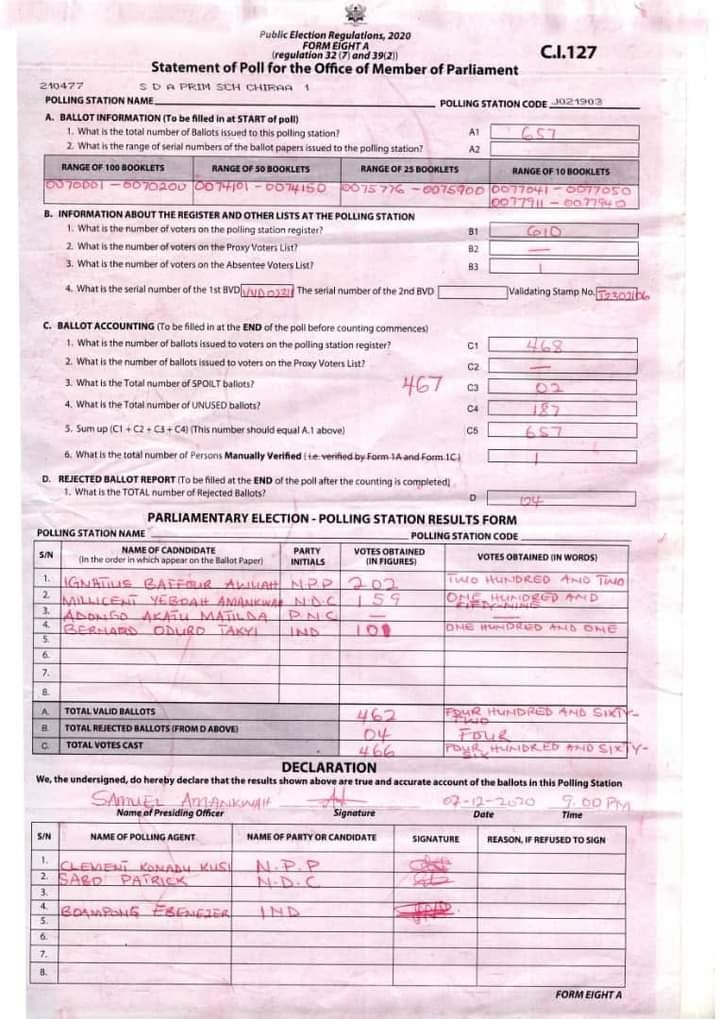 Public Election Regulations, 2020
FORM EIGHT A
(regulation 32 (7) and 39(2))
C.I.127
Statement of Poll for the Office of Member of Parliament
210477 S D A PRIM SCH CHIRAA 1
POLLING STATION NAME POLLING STATION CODE J021903
A. BALLOT INFORMATION (To be filled in at START of poll)
1. What is the total number of Ballots issued to this polling station? A1 657
2. What is the range of serial numbers of the ballot papers issued to the polling station? A2
RANGE OF 100 BOOKLETS RANGE OF 50 BOOKLETS RANGE OF 25 BOOKLETS RANGE OF 10 BOOKLETS
0070001 - 0070200 0074101 - 0074150 0075776 - 0075900 0077041 - 0077050
0077911 - 0077940
B. INFORMATION ABOUT THE REGISTER AND OTHER LISTS AT THE POLLING STATION
1. What is the number of voters on the polling station register? B1 610
2. What is the number of voters on the Proxy Voters List? B2 —
3. What is the number of voters on the Absentee Voters List? B3 1
4. What is the serial number of the 1st BVD The serial number of the 2nd BVD Validating Stamp No.
C. BALLOT ACCOUNTING (To be filled in at the END of the poll before counting commences)
1. What is the number of ballots issued to voters on the polling station register? C1 468
2. What is the number of ballots issued to voters on the Proxy Voters List? C2 —
3. What is the Total number of SPOILT ballots? 467 C3 02
4. What is the Total number of UNUSED ballots? C4 187
5. Sum up (C1 + C2 + C3 + C4) (This number should equal A.1 above) C5 657
6. What is the total number of Persons Manually Verified (i.e. verified by Form 1A and Form 1C) 1
D. REJECTED BALLOT REPORT (To be filled at the END of the poll after the counting is completed)
1. What is the TOTAL number of Rejected Ballots? D 04
PARLIAMENTARY ELECTION - POLLING STATION RESULTS FORM
POLLING STATION NAME POLLING STATION CODE
S/N NAME OF CADNDIDATE (In the order in which appear on the Ballot Paper) PARTY INITIALS VOTES OBTAINED (IN FIGURES) VOTES OBTAINED (IN WORDS)
1. IGNATIUS BAFFOUR AWUAH N.P.P 202 TWO HUNDRED AND TWO
2. MILLICENT YEBOAH AMANKWAH N.D.C 159 ONE HUNDRED AND FIFTY-NINE
3. ADONGO AKATU MATILDA P.N.C — —
4. BERNARD ODURO TAKYI IND 101 ONE HUNDRED AND ONE
5.
6.
7.
8.
A. TOTAL VALID BALLOTS 462 FOUR HUNDRED AND SIXTY-TWO
B. TOTAL REJECTED BALLOTS (FROM D ABOVE) 04 FOUR
C. TOTAL VOTES CAST 466 FOUR HUNDRED AND SIXTY-SIX
DECLARATION
We, the undersigned, do hereby declare that the results shown above are true and accurate account of the ballots in this Polling Station
SAMUEL AMANKWAH 07-12-2020 9.00 PM
Name of Presiding Officer Signature Date Time
S/N NAME OF POLLING AGENT NAME OF PARTY OR CANDIDATE SIGNATURE REASON, IF REFUSED TO SIGN
1. CLEMENT KONADU KUSI N.P.P
2. SABO PATRICK N.D.C
3.
4. BOAMPONG EBENEZER IND
5.
6.
7.
8.
FORM EIGHT A